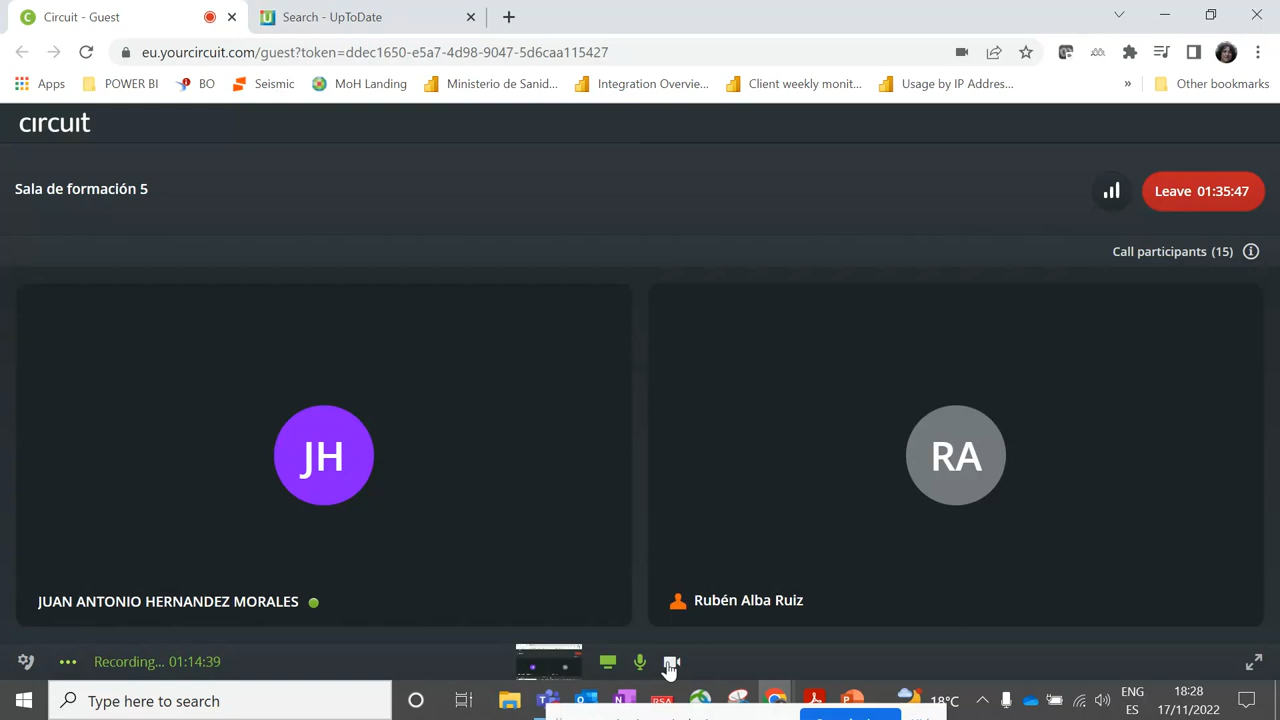 Circuit - Guest
Search - UpToDate
eu.yourcircuit.com/guest?token=ddec1650-e5a7-4d98-9047-5d6caa115427
Apps POWER BI BO Seismic MoH Landing Ministerio de Sanid... Integration Overvie... Client weekly monit... Usage by IP Addres... » Other bookmarks
circuit
Sala de formación 5
Leave 01:35:47
Call participants (15)
JH
RA
JUAN ANTONIO HERNANDEZ MORALES
Rubén Alba Ruiz
Recording... 01:14:39
Type here to search
RSA
18°C
ENG
ES
18:28
17/11/2022